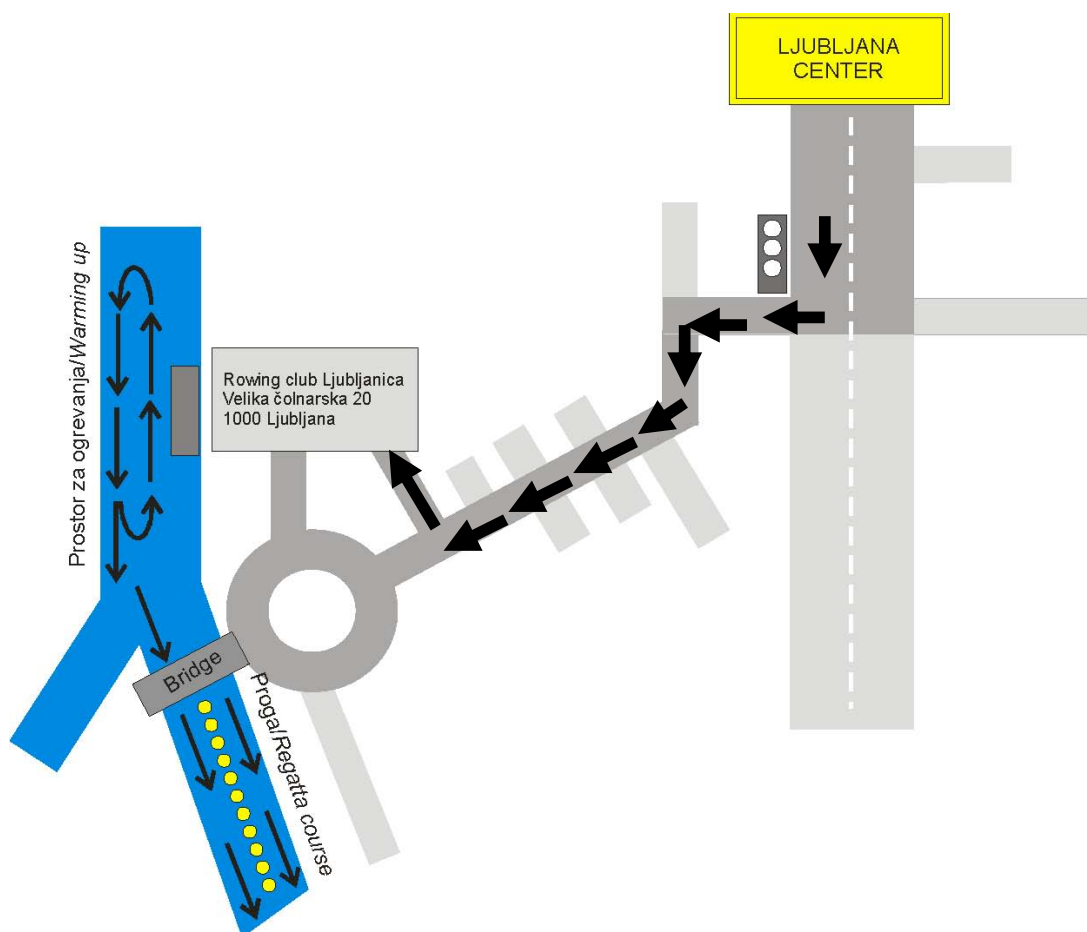 LJUBLJANA
CENTER
Prostor za ogrevanja/Warming up
Rowing club Ljubljanica
Velika čolnarska 20
1000 Ljubljana
Bridge
Proga/Regatta course